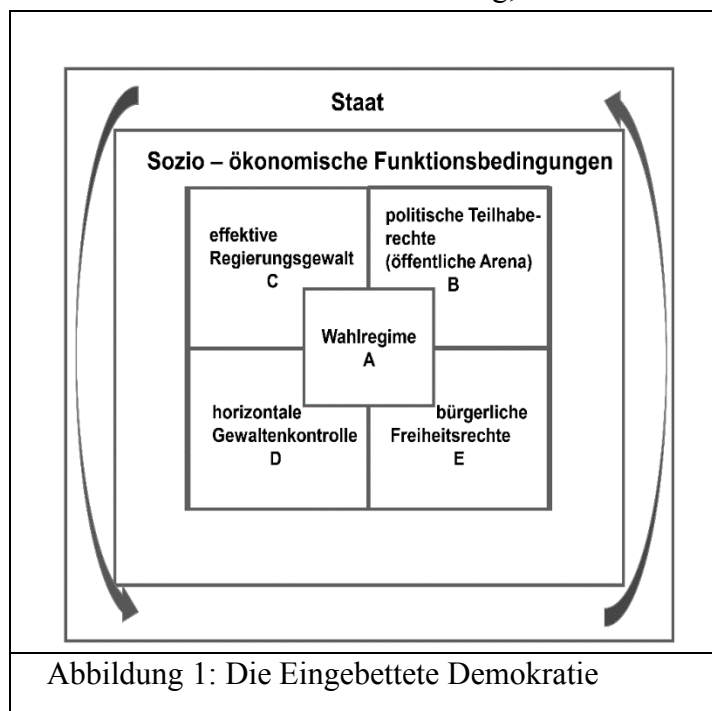 Staat
Sozio – ökonomische Funktionsbedingungen
effektive
Regierungsgewalt
C
politische Teilhabe-
rechte
(öffentliche Arena)
B
Wahlregime
A
horizontale
Gewaltenkontrolle
D
bürgerliche
Freiheitsrechte
E
Abbildung 1: Die Eingebettete Demokratie